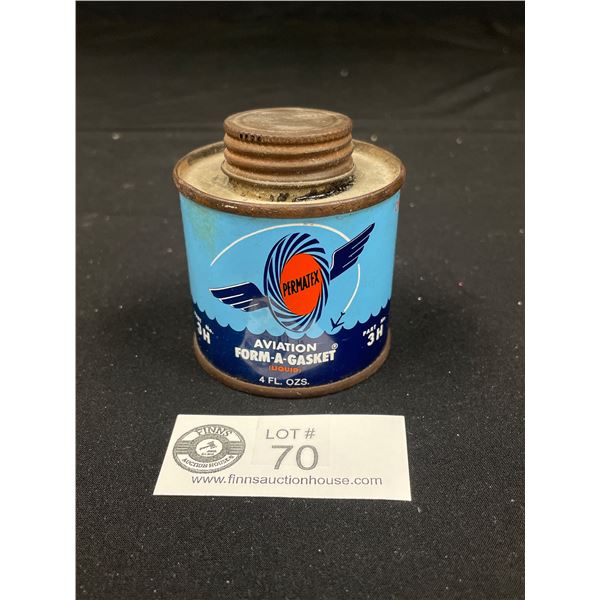 PERMATEX
AVIATION
FORM-A-GASKET®
(LIQUID)
4 FL. OZS.
3H
PART No.
3H
FINNS
AUCTION HOUSE
LOT #
70
www.finnsauctionhouse.com